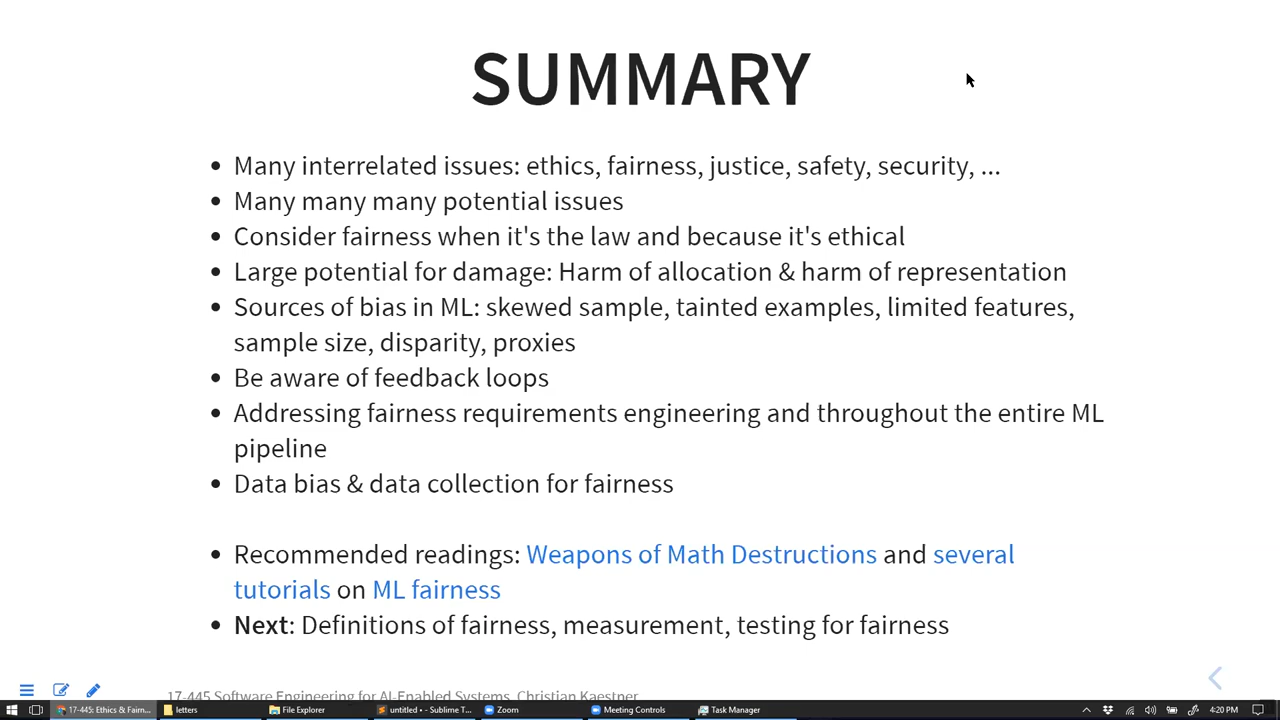 SUMMARY
Many interrelated issues: ethics, fairness, justice, safety, security, ...
Many many many potential issues
Consider fairness when it's the law and because it's ethical
Large potential for damage: Harm of allocation & harm of representation
Sources of bias in ML: skewed sample, tainted examples, limited features,
sample size, disparity, proxies
Be aware of feedback loops
Addressing fairness requirements engineering and throughout the entire ML
pipeline
Data bias & data collection for fairness
Recommended readings: Weapons of Math Destructions and several
tutorials on ML fairness
Next: Definitions of fairness, measurement, testing for fairness
17-445 Software Engineering for AI-Enabled Systems, Christian Kaestner
17-445: Ethics & Fairn... letters File Explorer untitled • - Sublime T... Zoom Meeting Controls Task Manager 4:20 PM